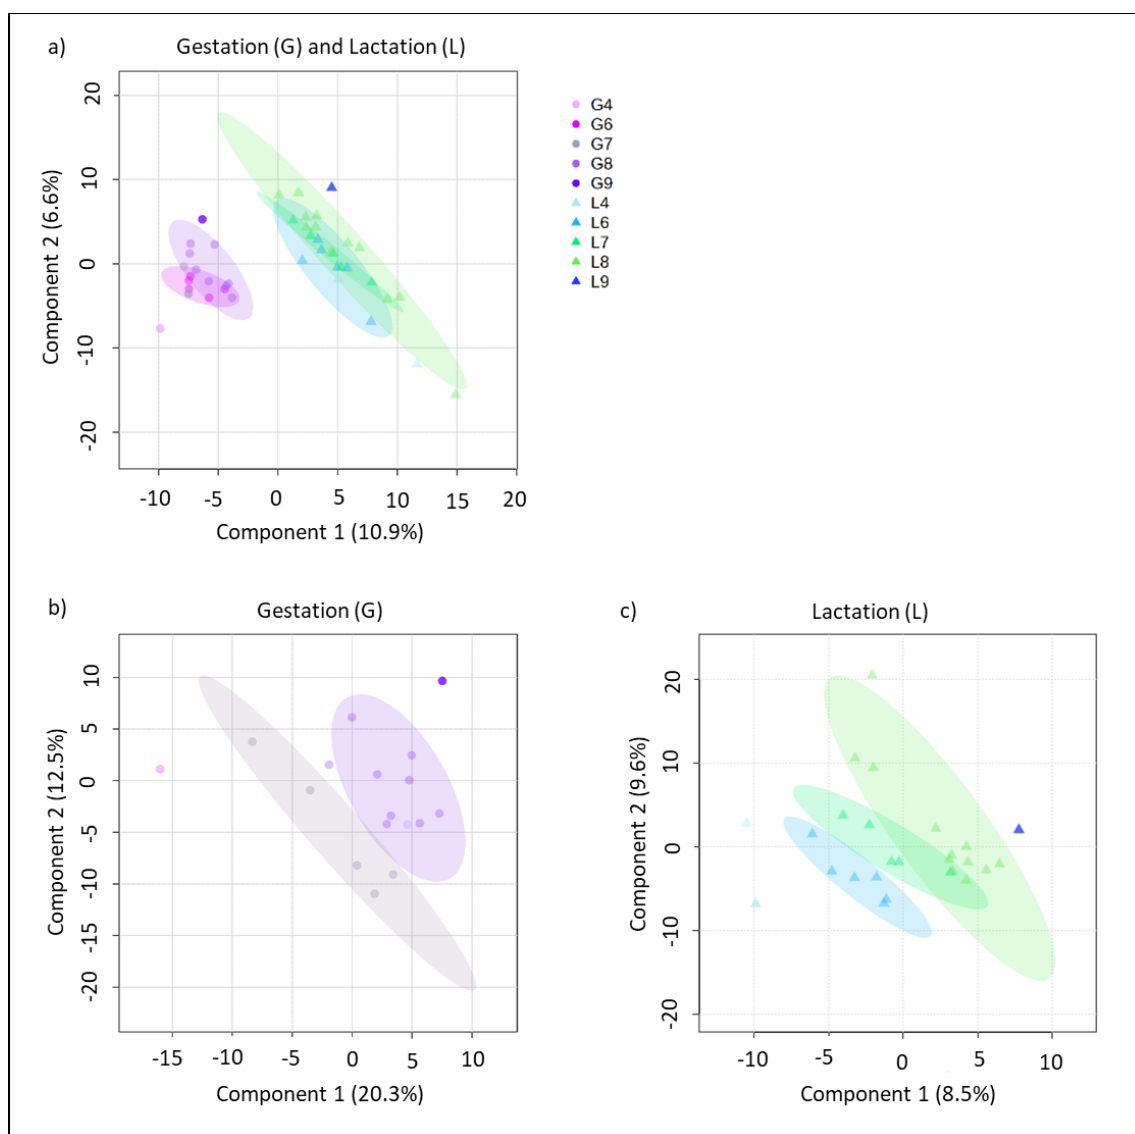 a)
Gestation (G) and Lactation (L)
Component 2 (6.6%)
20
10
0
-10
-20
-10 -5 0 5 10 15 20
Component 1 (10.9%)
G4
G6
G7
G8
G9
L4
L6
L7
L8
L9
b)
Gestation (G)
Component 2 (12.5%)
10
5
0
-5
-10
-15
-20
-15 -10 -5 0 5 10
Component 1 (20.3%)
c)
Lactation (L)
Component 2 (9.6%)
20
10
0
-10
-20
-10 -5 0 5 10
Component 1 (8.5%)